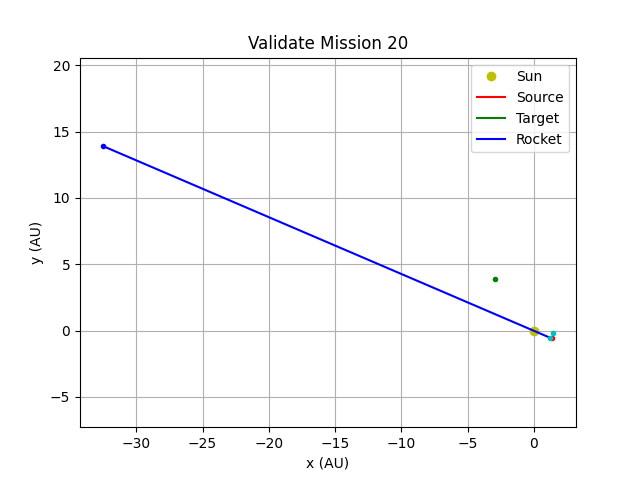 Validate Mission 20
Sun
Source
Target
Rocket
y (AU)
20
15
10
5
0
−5
−30
−25
−20
−15
−10
−5
0
x (AU)